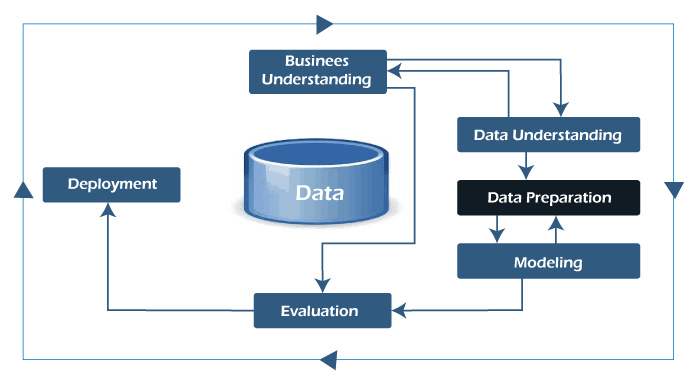 Businees
Understanding
Data Understanding
Data
Deployment
Data Preparation
Modeling
Evaluation